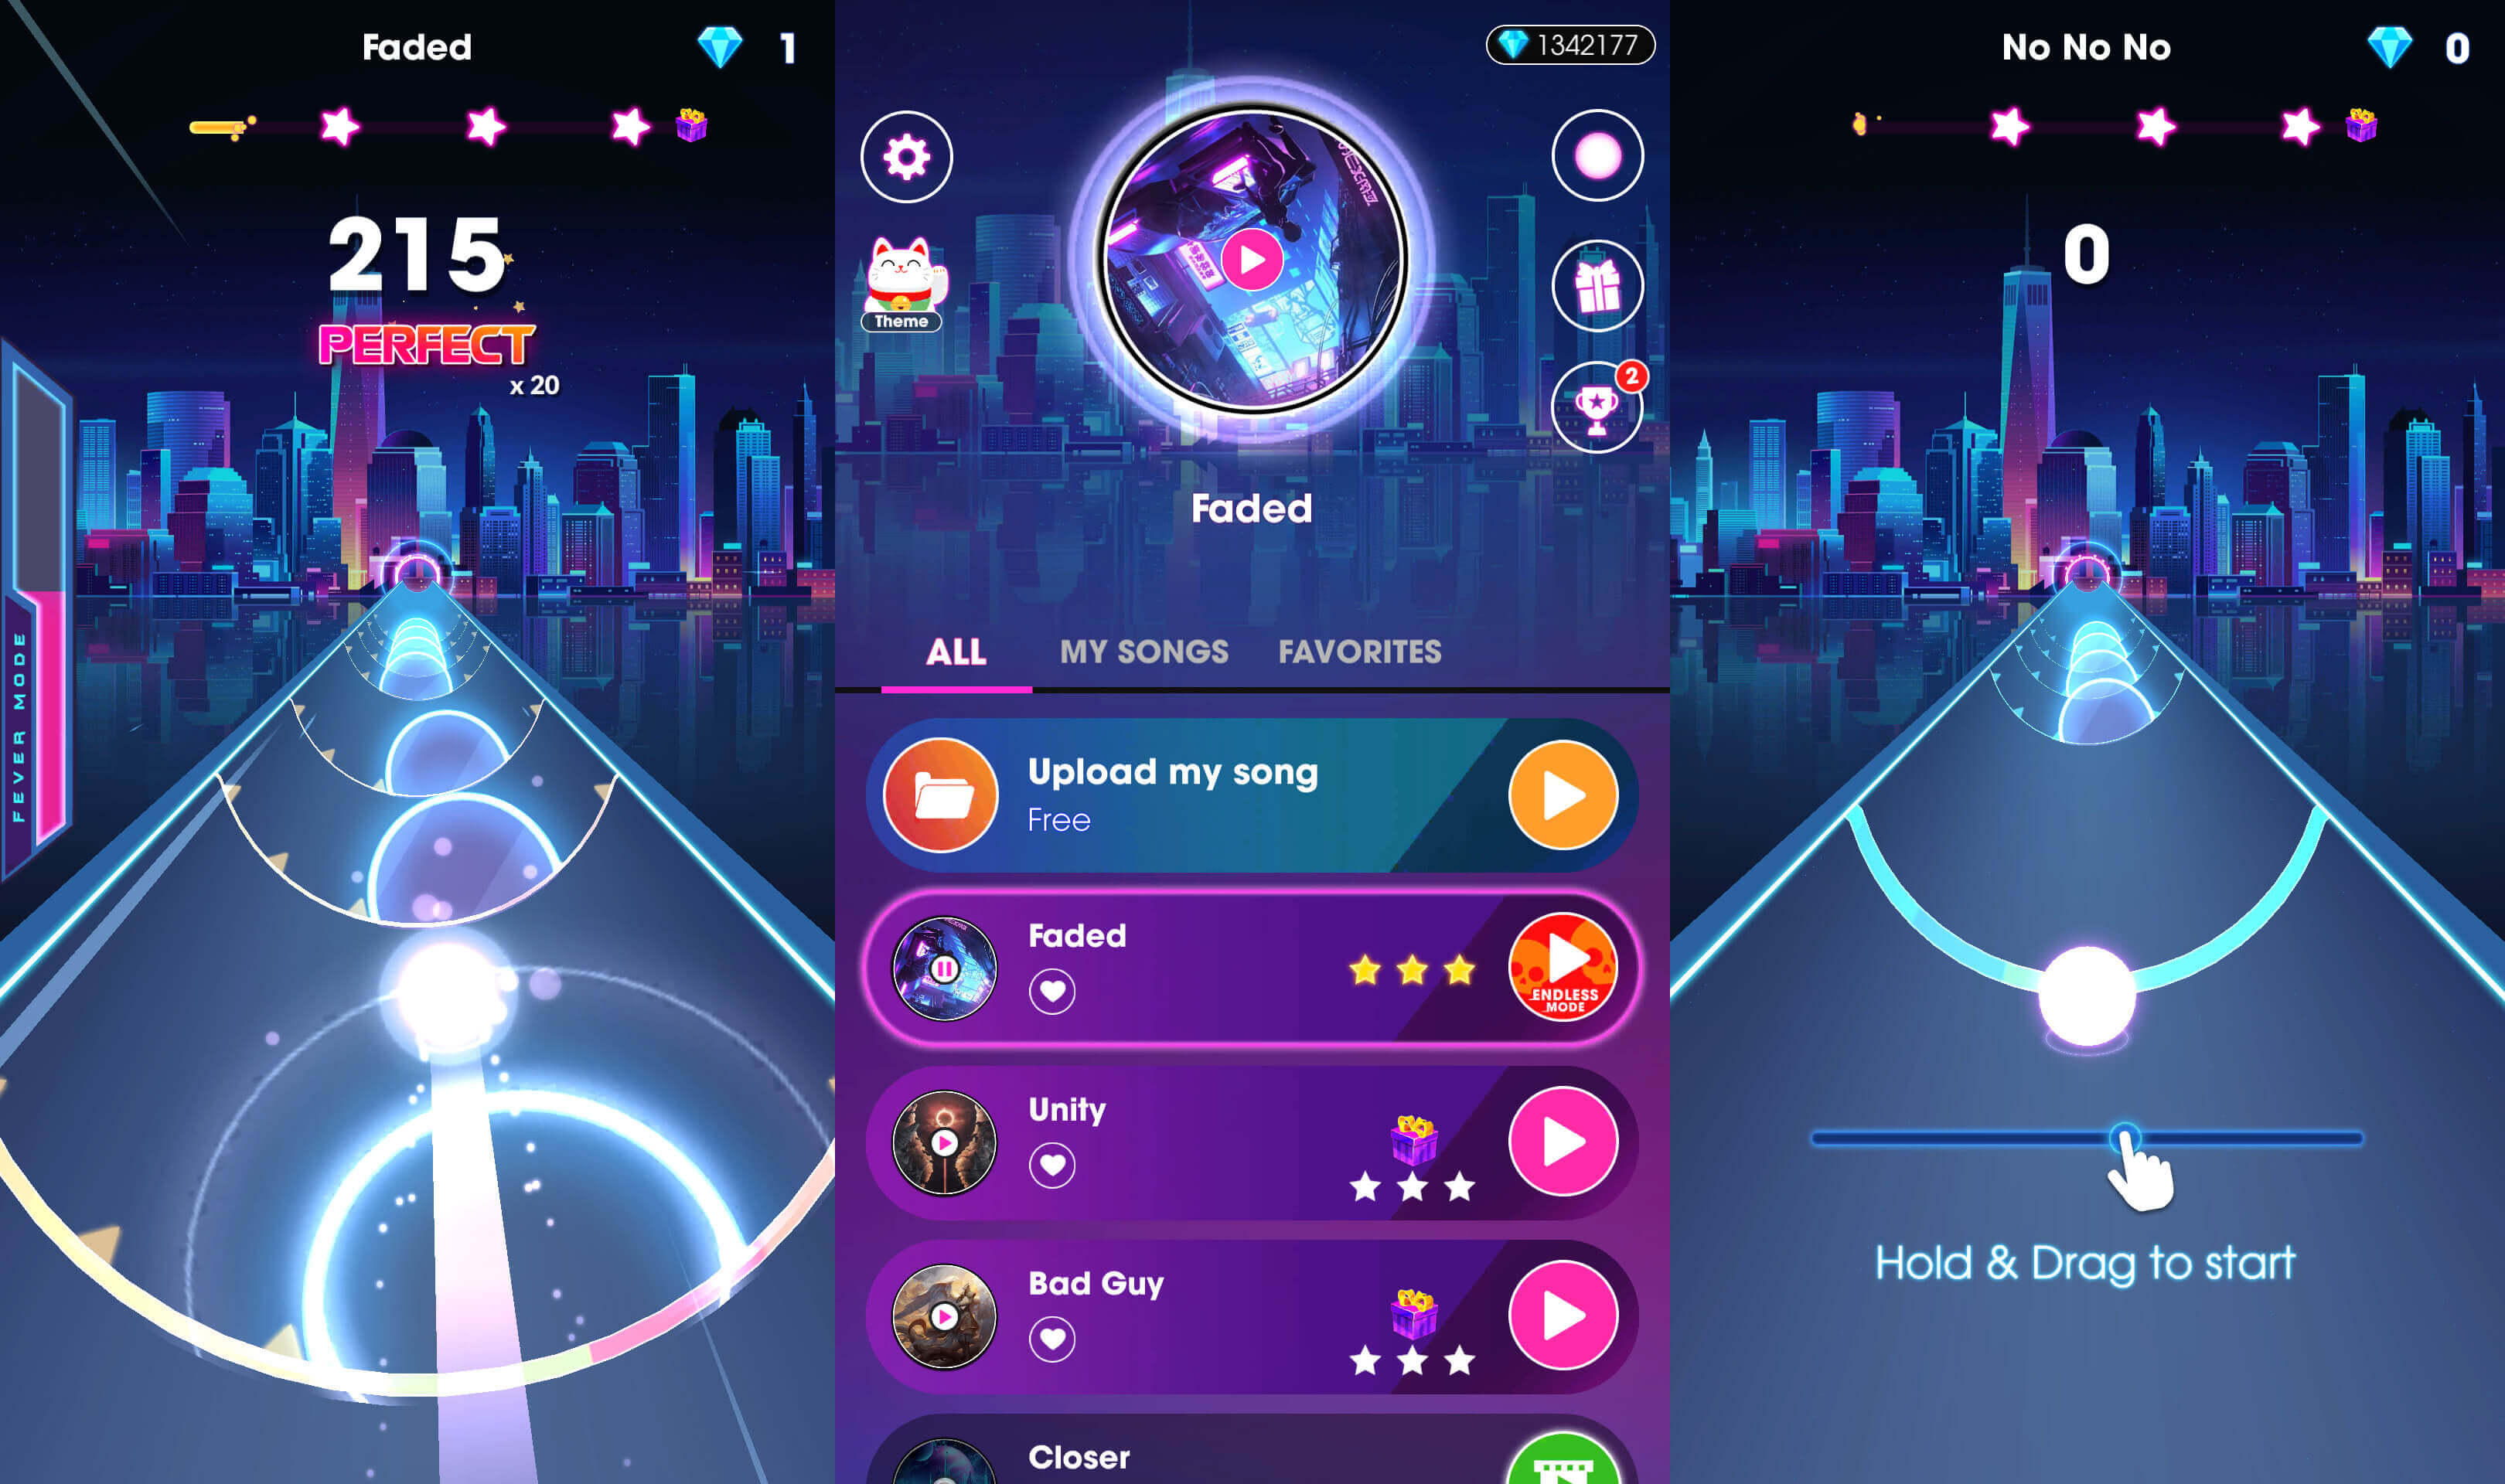 Faded
1
215
PERFECT
x 20
FEVER MODE
1342177
Theme
2
Faded
ALL
MY SONGS
FAVORITES
Upload my song
Free
Faded
ENDLESS
MODE
Unity
Bad Guy
Closer
No No No
0
0
Hold & Drag to start